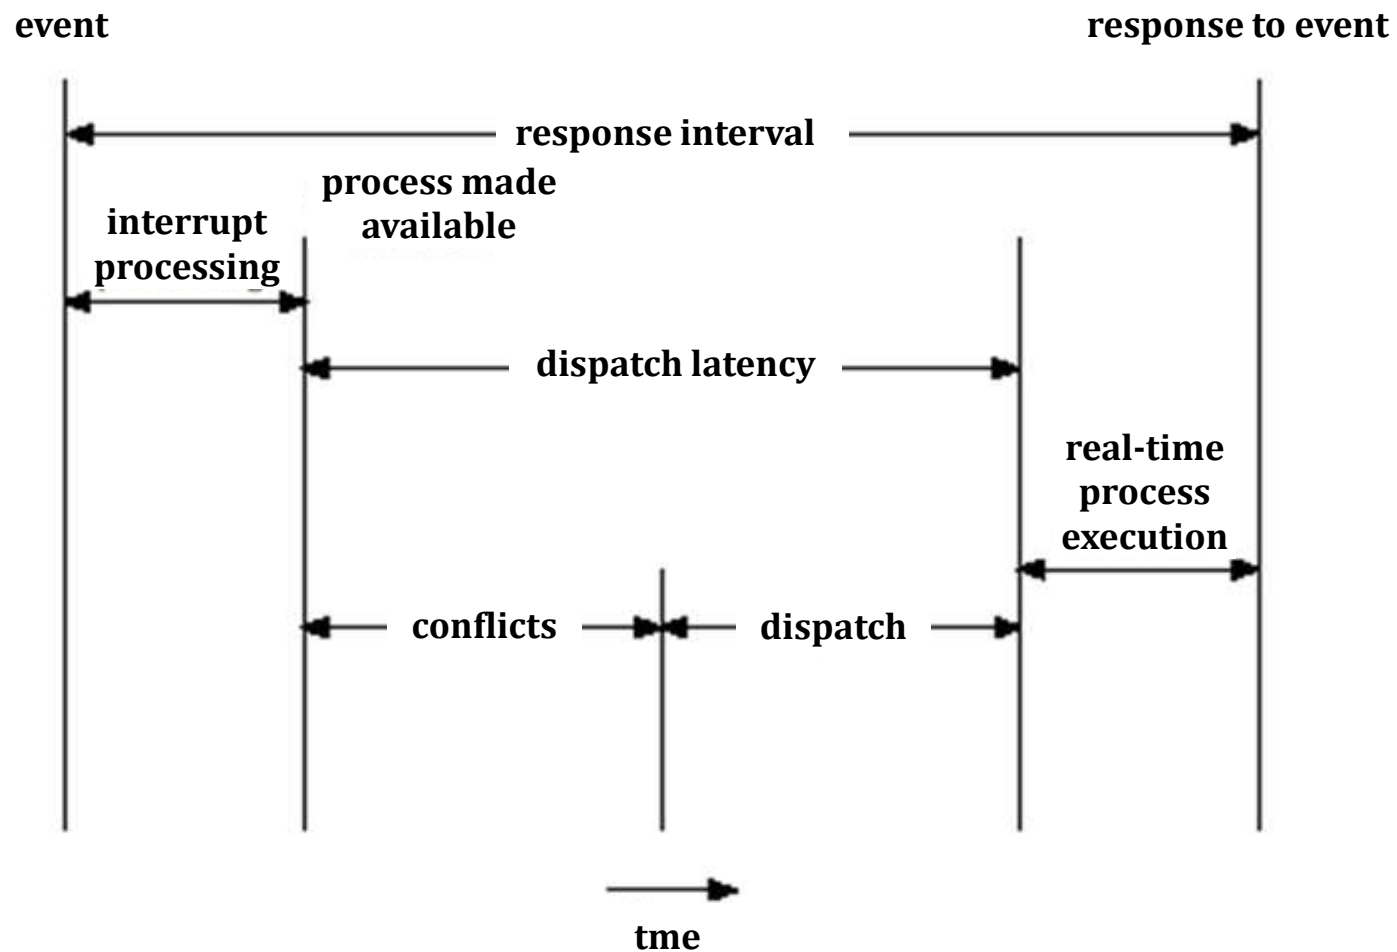 event
response to event
response interval
process made
available
interrupt
processing
dispatch latency
real-time
process
execution
conflicts
dispatch
tme